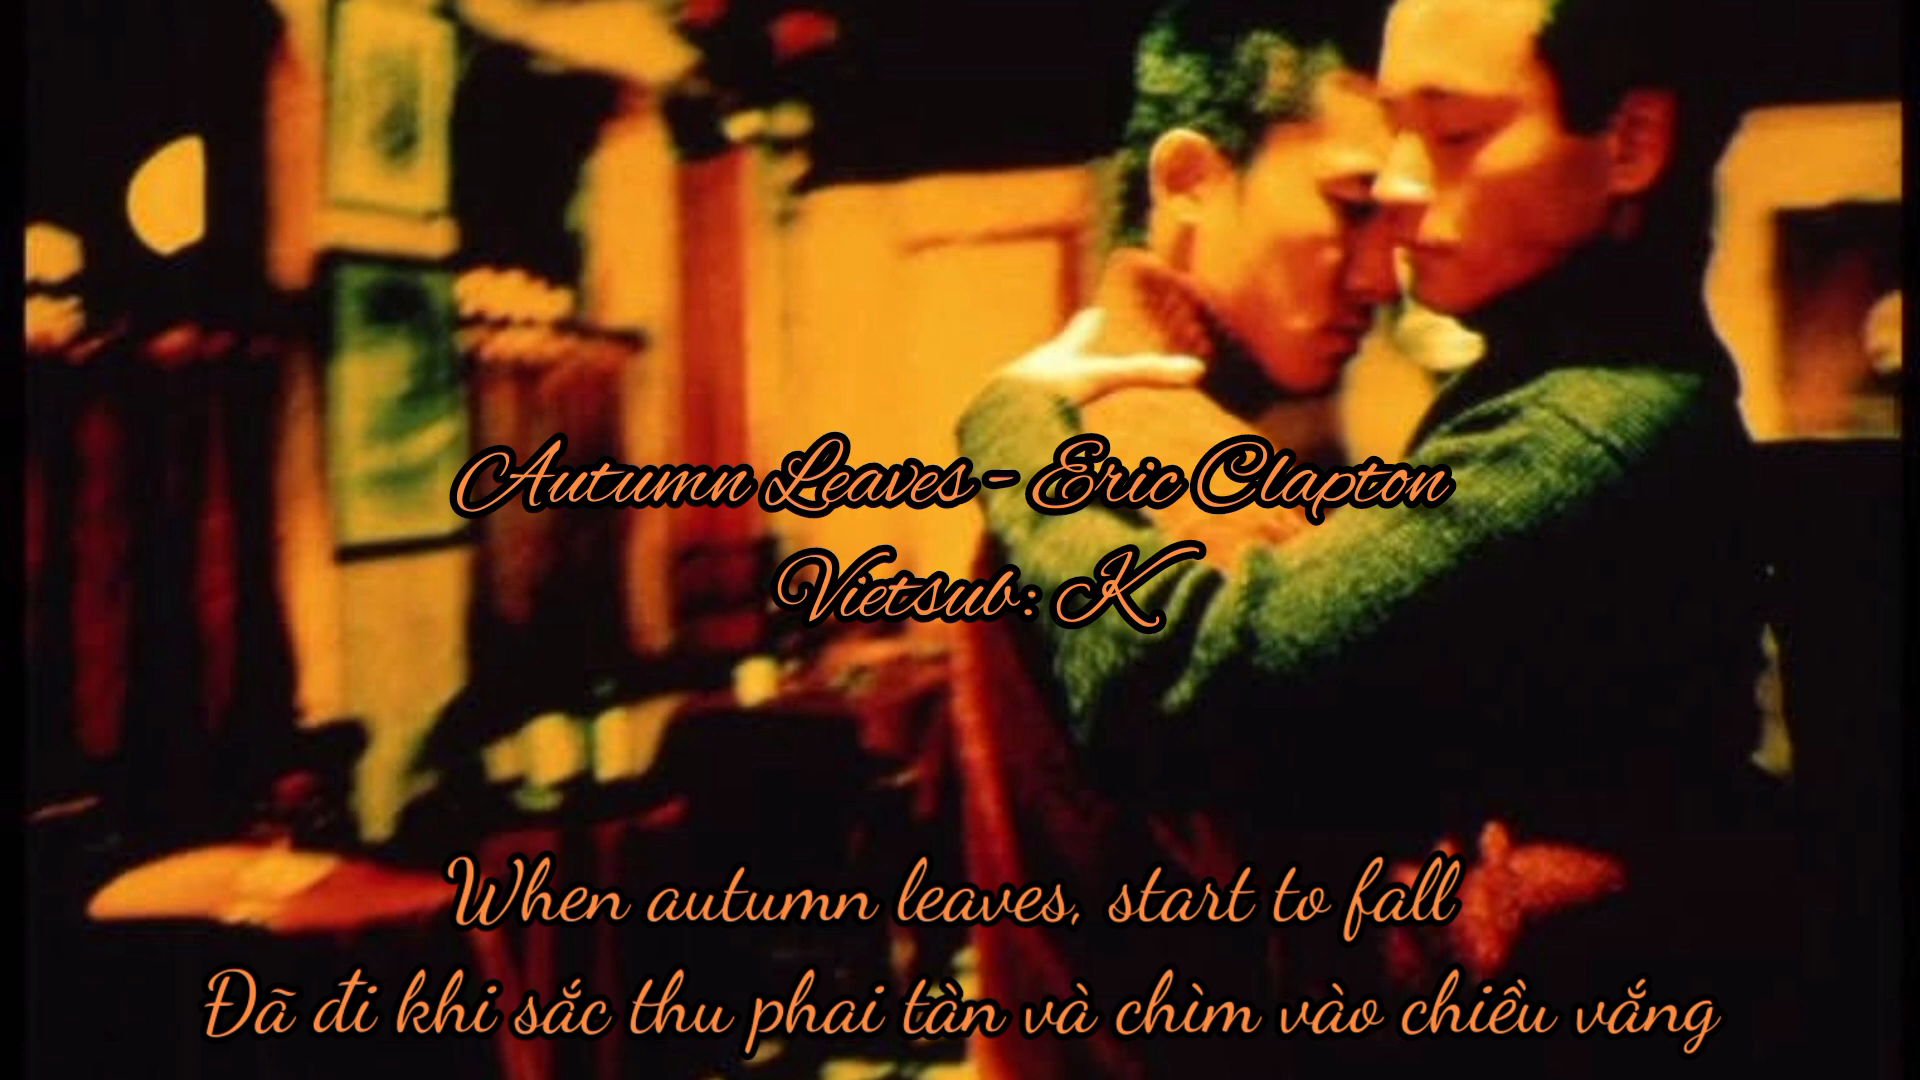 Autumn Leaves - Eric Clapton
Vietsub: K
When autumn leaves, start to fall
Đã đi khi sắc thu phai tàn và chìm vào chiều vắng